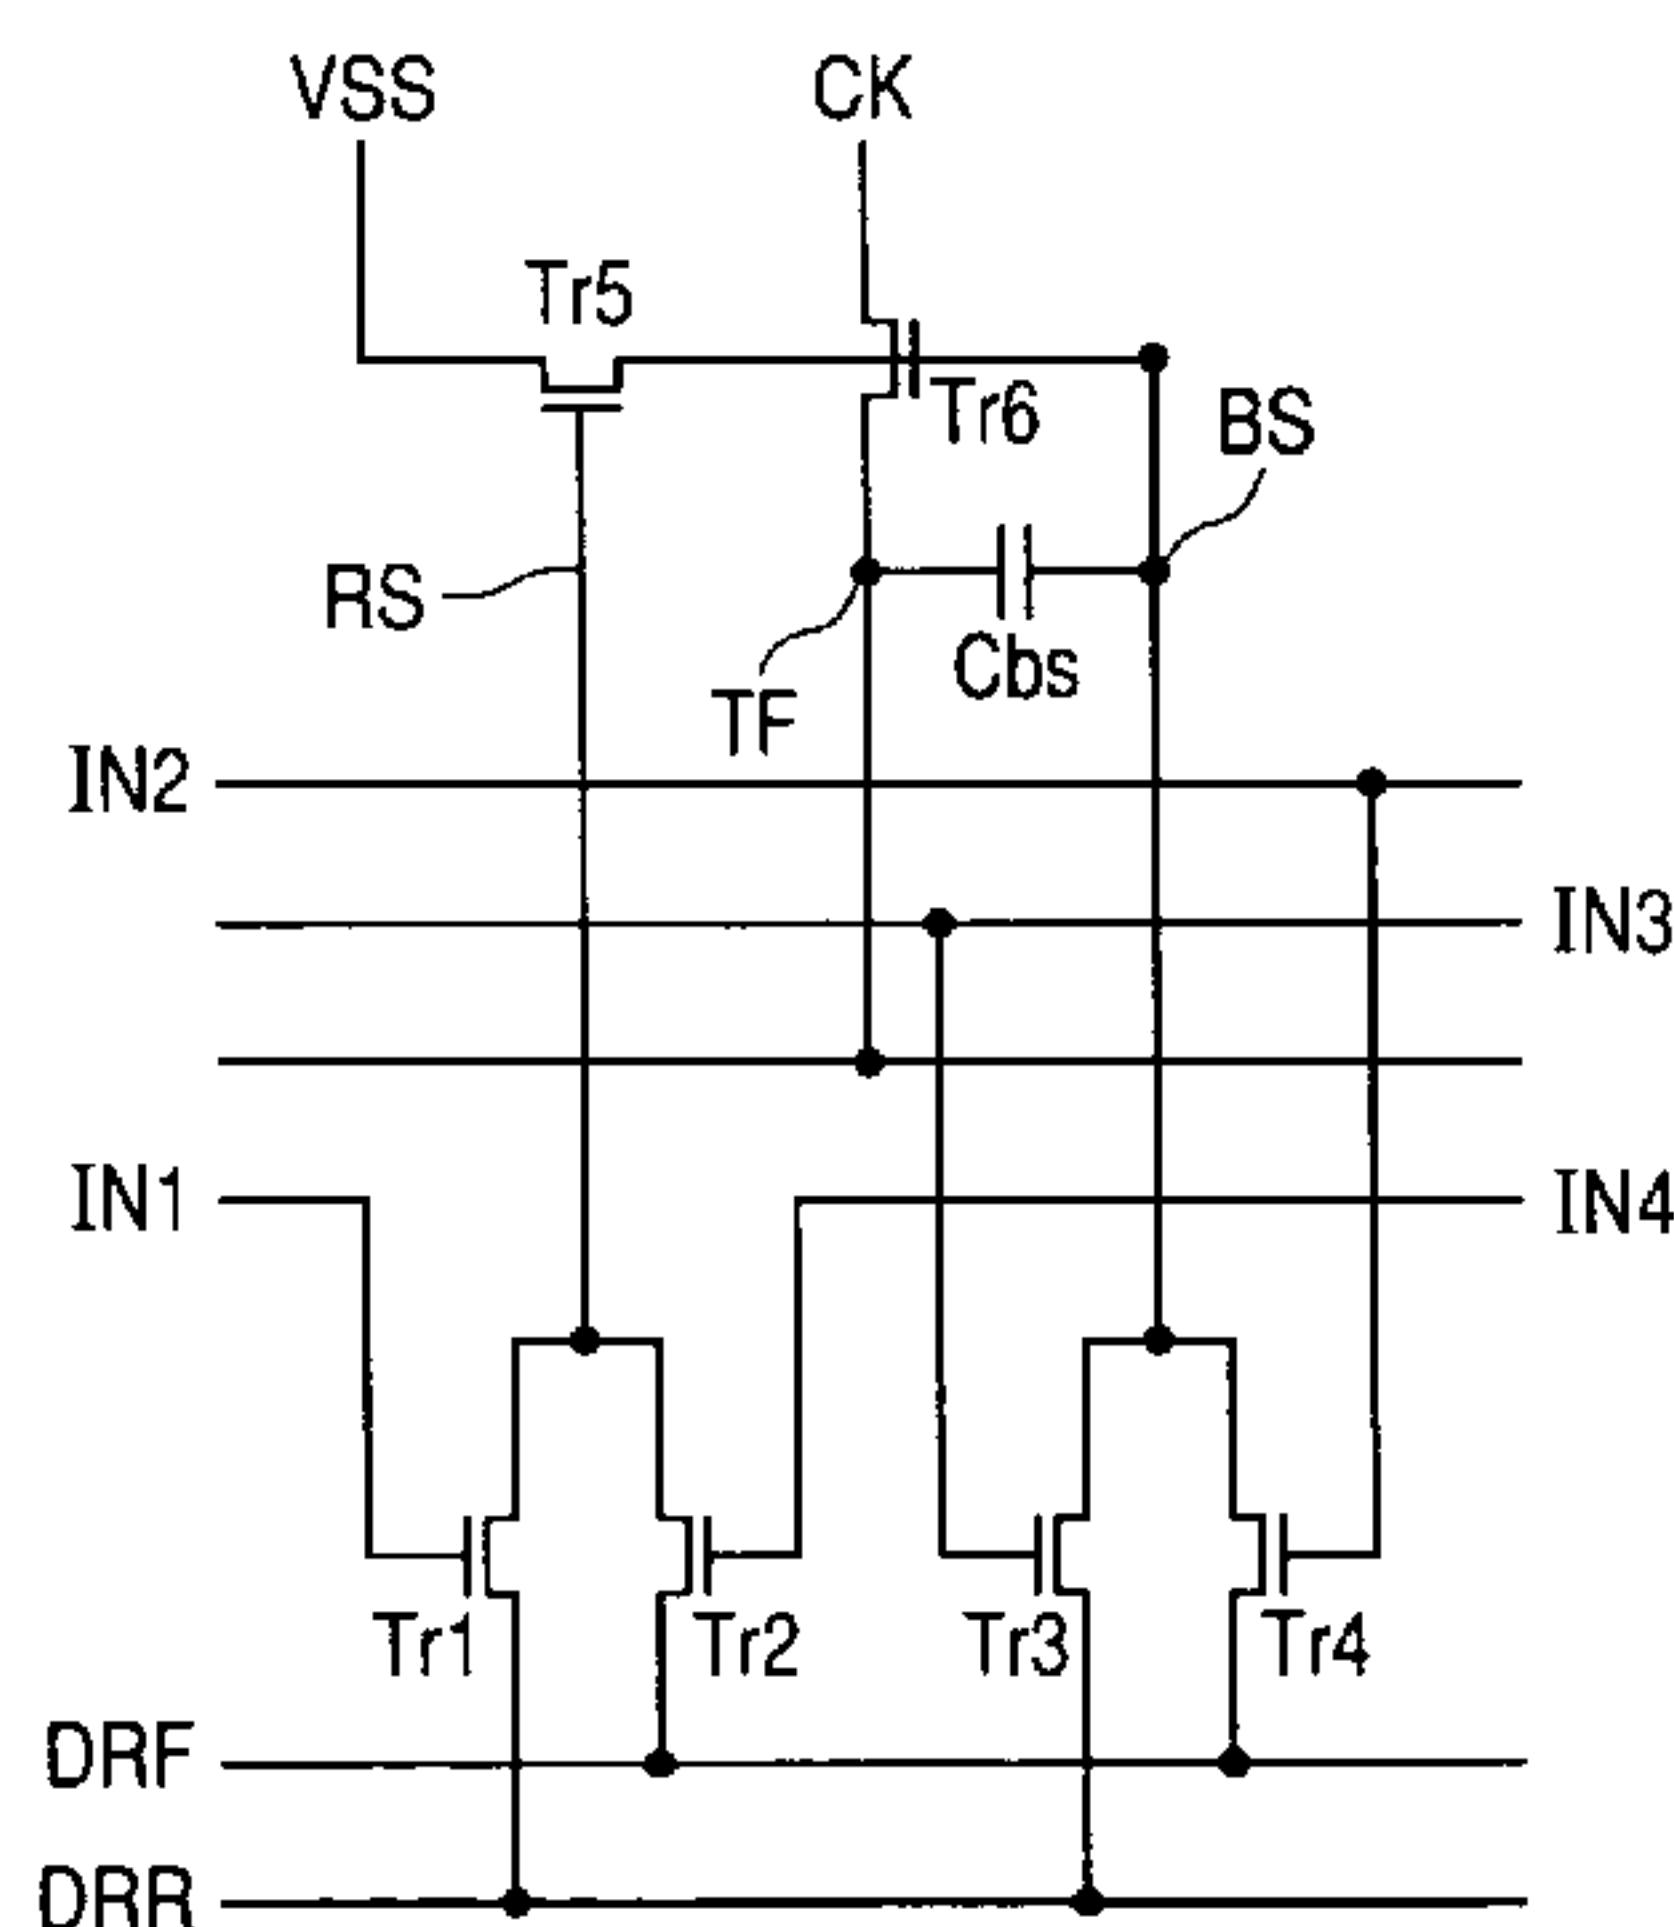 VSS
CK
Tr5
Tr6
BS
RS
Cbs
TF
IN2
IN3
IN1
IN4
Tr1
Tr2
Tr3
Tr4
DRF
DRR